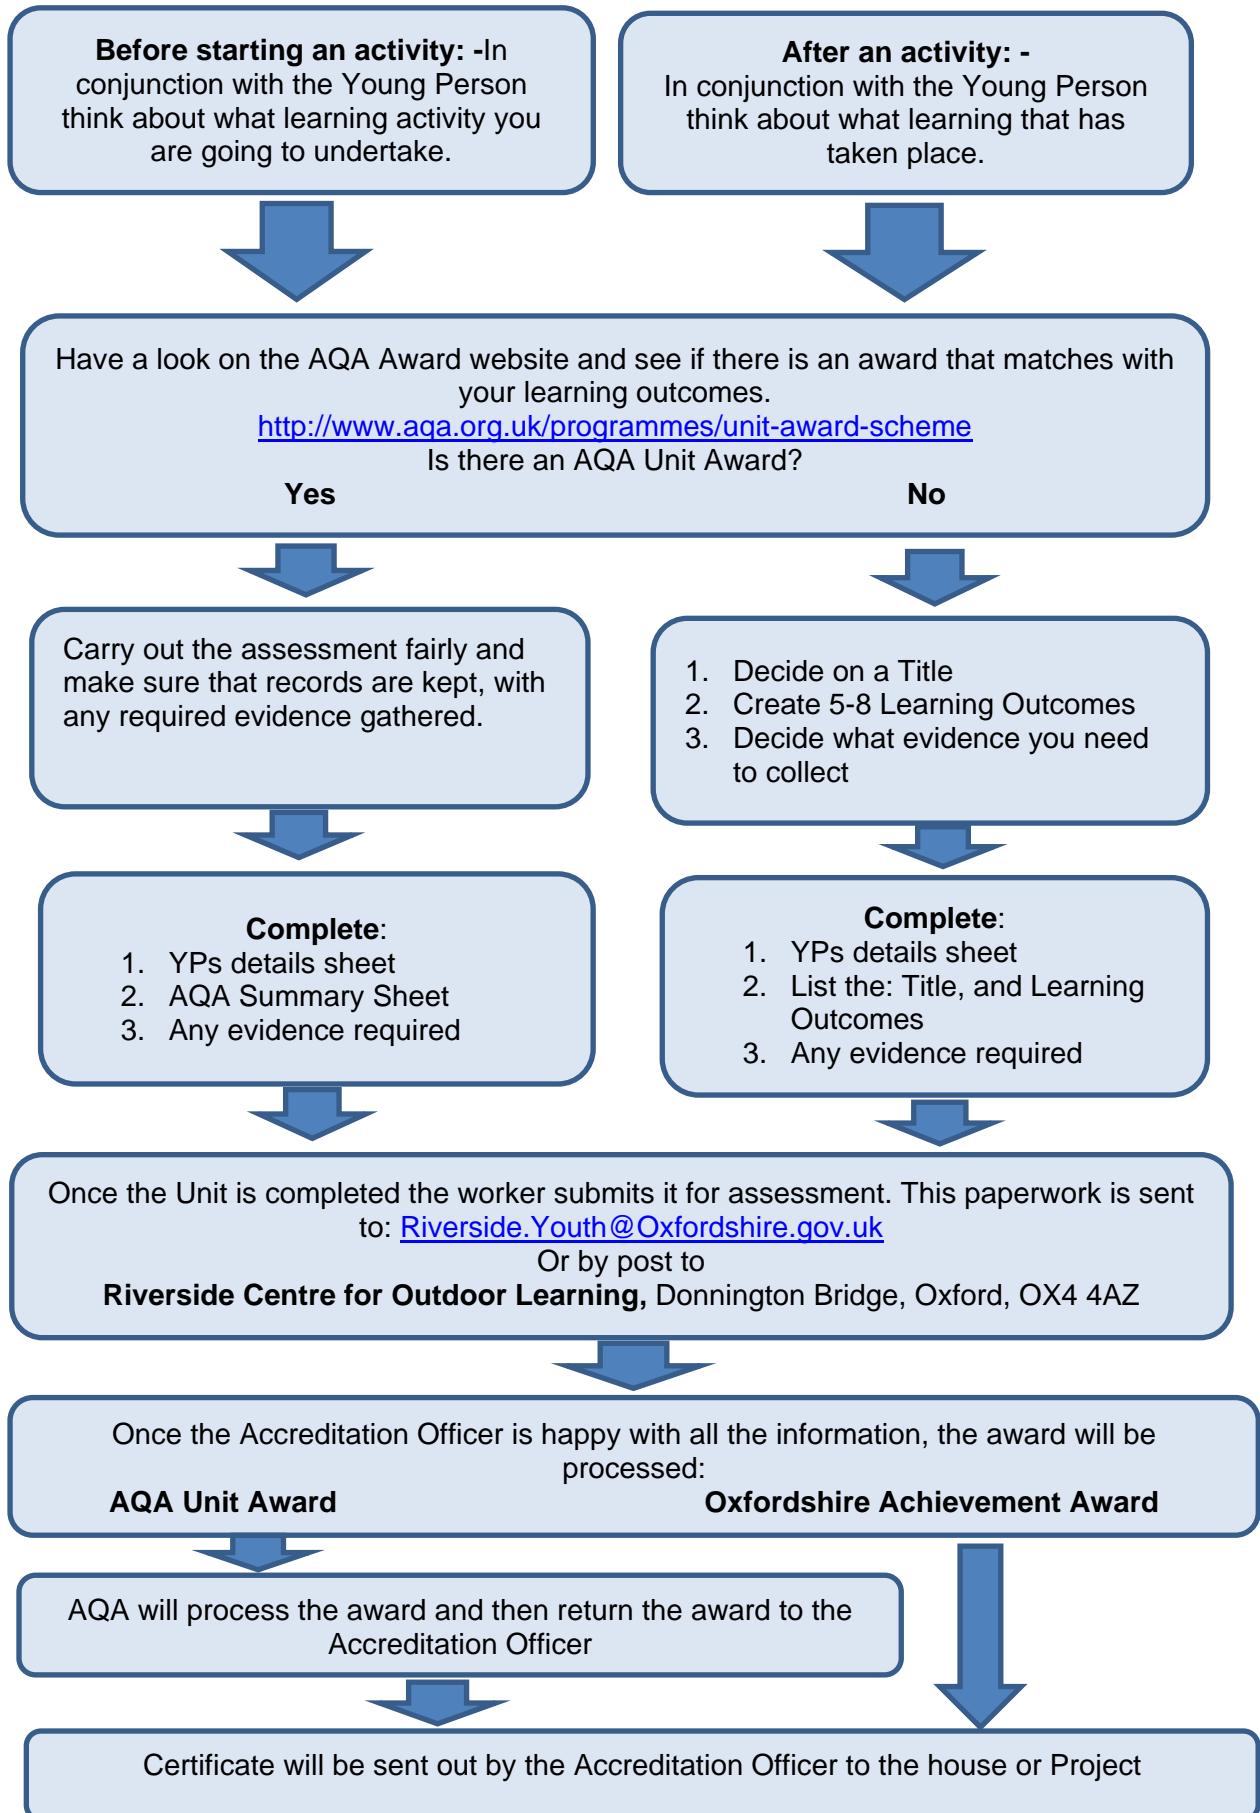 Before starting an activity: -In
conjunction with the Young Person
think about what learning activity you
are going to undertake.
After an activity: -
In conjunction with the Young Person
think about what learning that has
taken place.
Have a look on the AQA Award website and see if there is an award that matches with
your learning outcomes.
http://www.aqa.org.uk/programmes/unit-award-scheme
Is there an AQA Unit Award?
Yes No
Carry out the assessment fairly and
make sure that records are kept, with
any required evidence gathered.
1. Decide on a Title
2. Create 5-8 Learning Outcomes
3. Decide what evidence you need
to collect
Complete:
1. YPs details sheet
2. AQA Summary Sheet
3. Any evidence required
Complete:
1. YPs details sheet
2. List the: Title, and Learning
Outcomes
3. Any evidence required
Once the Unit is completed the worker submits it for assessment. This paperwork is sent
to: Riverside.Youth@Oxfordshire.gov.uk
Or by post to
Riverside Centre for Outdoor Learning, Donnington Bridge, Oxford, OX4 4AZ
Once the Accreditation Officer is happy with all the information, the award will be
processed:
AQA Unit Award Oxfordshire Achievement Award
AQA will process the award and then return the award to the
Accreditation Officer
Certificate will be sent out by the Accreditation Officer to the house or Project